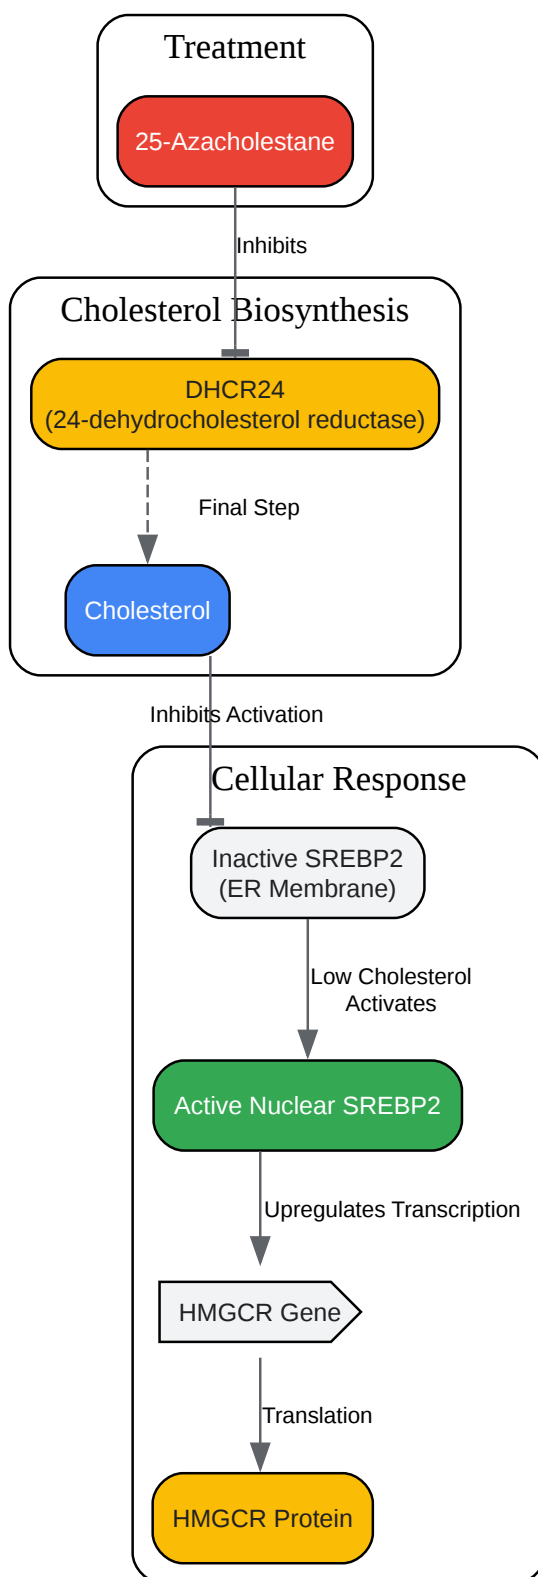 Treatment
25-Azacholestane
Inhibits
Cholesterol Biosynthesis
DHCR24
(24-dehydrocholesterol reductase)
Final Step
Cholesterol
Inhibits Activation
Cellular Response
Inactive SREBP2
(ER Membrane)
Low Cholesterol
Activates
Active Nuclear SREBP2
Upregulates Transcription
HMGCR Gene
Translation
HMGCR Protein